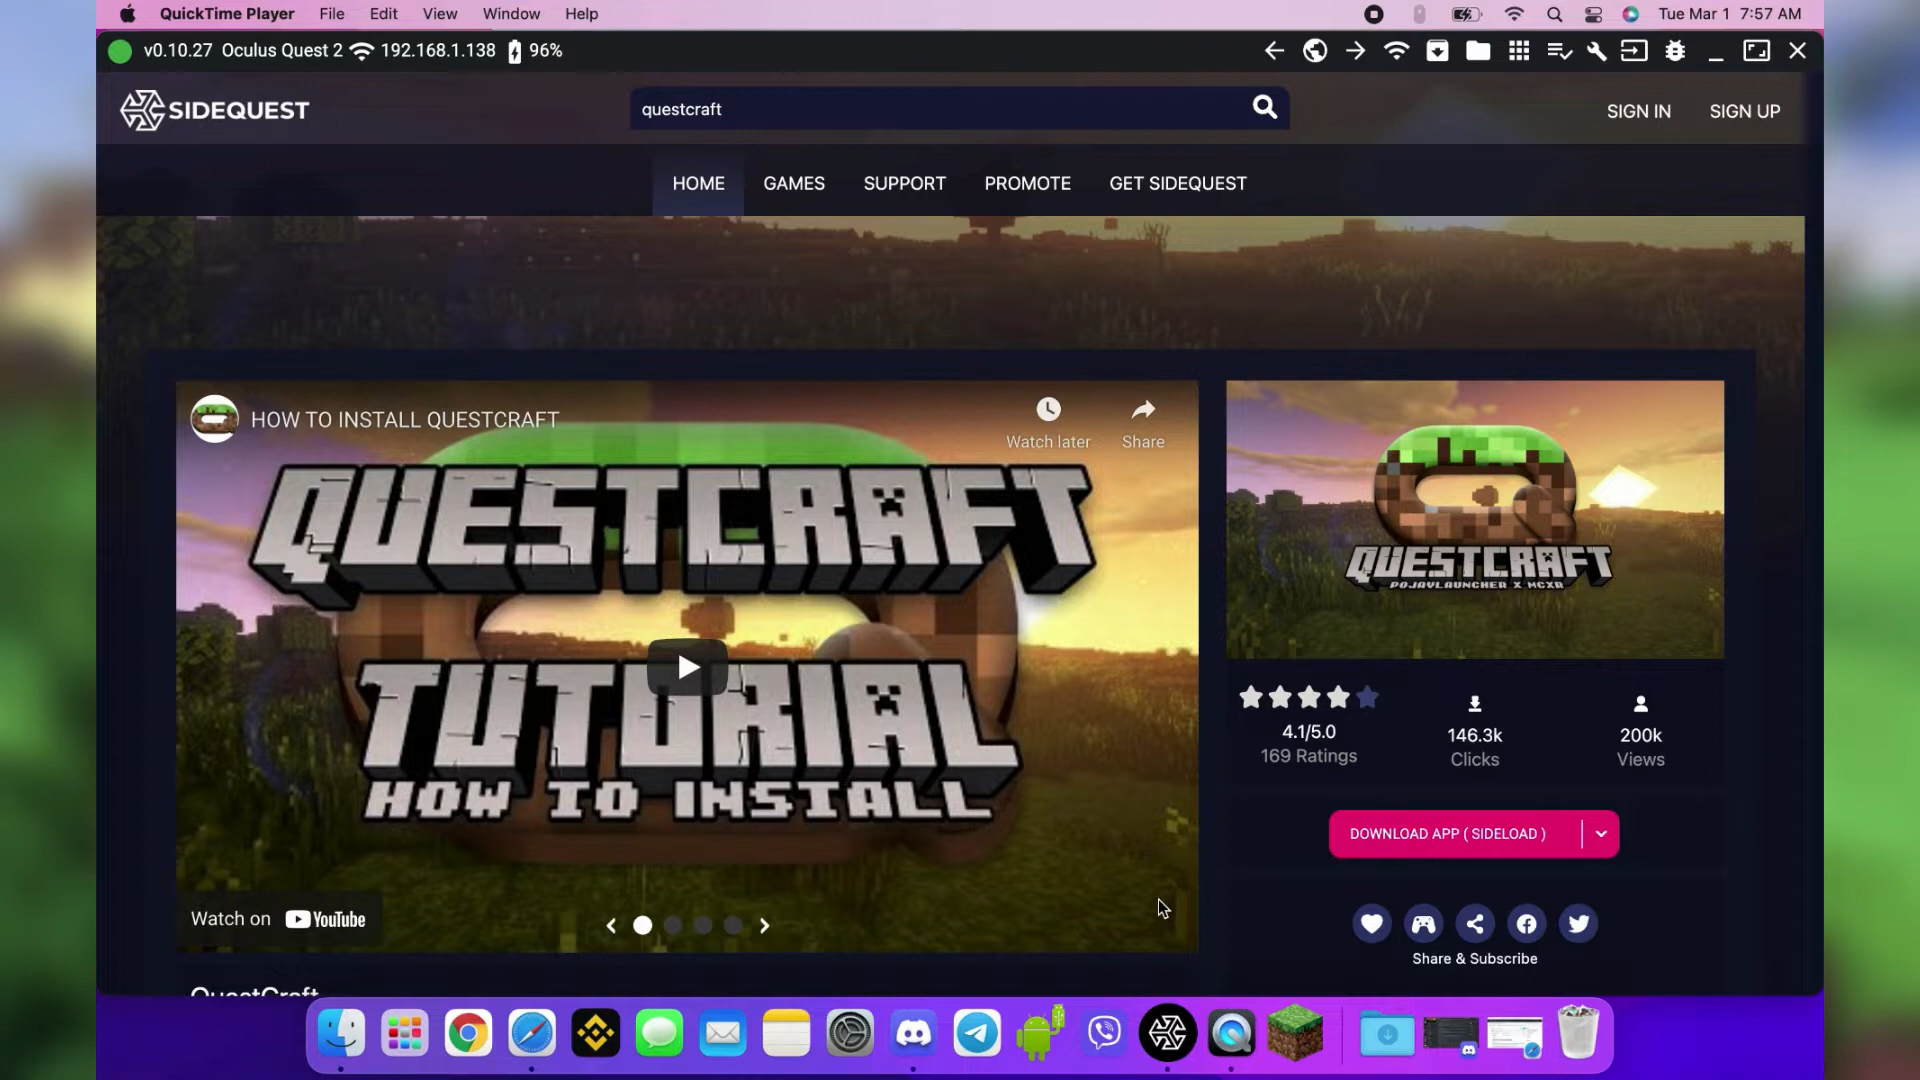 QuickTime Player File Edit View Window Help Tue Mar 1 7:57 AM
v0.10.27 Oculus Quest 2 192.168.1.138 96%
SIDEQUEST
questcraft
SIGN IN SIGN UP
HOME GAMES SUPPORT PROMOTE GET SIDEQUEST
HOW TO INSTALL QUESTCRAFT
Watch later
Share
QUESTCRAFT
TUTORIAL
HOW TO INSTALL
Watch on YouTube
QUESTCRAFT
POJAVLAUNCHER X MCXR
4.1/5.0
169 Ratings
146.3k
Clicks
200k
Views
DOWNLOAD APP ( SIDELOAD )
Share & Subscribe
QuestCraft